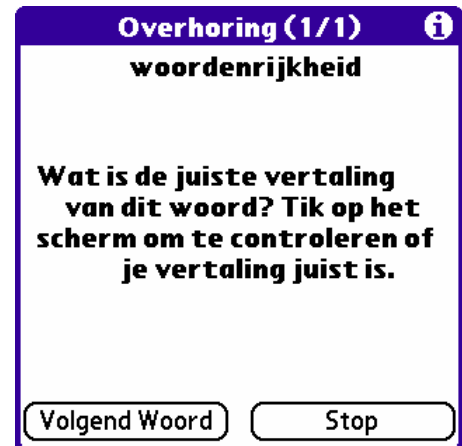 Overhoring (1/1)
woordenrijkheid
Wat is de juiste vertaling
van dit woord? Tik op het
scherm om te controleren of
je vertaling juist is.
Volgend Woord
Stop